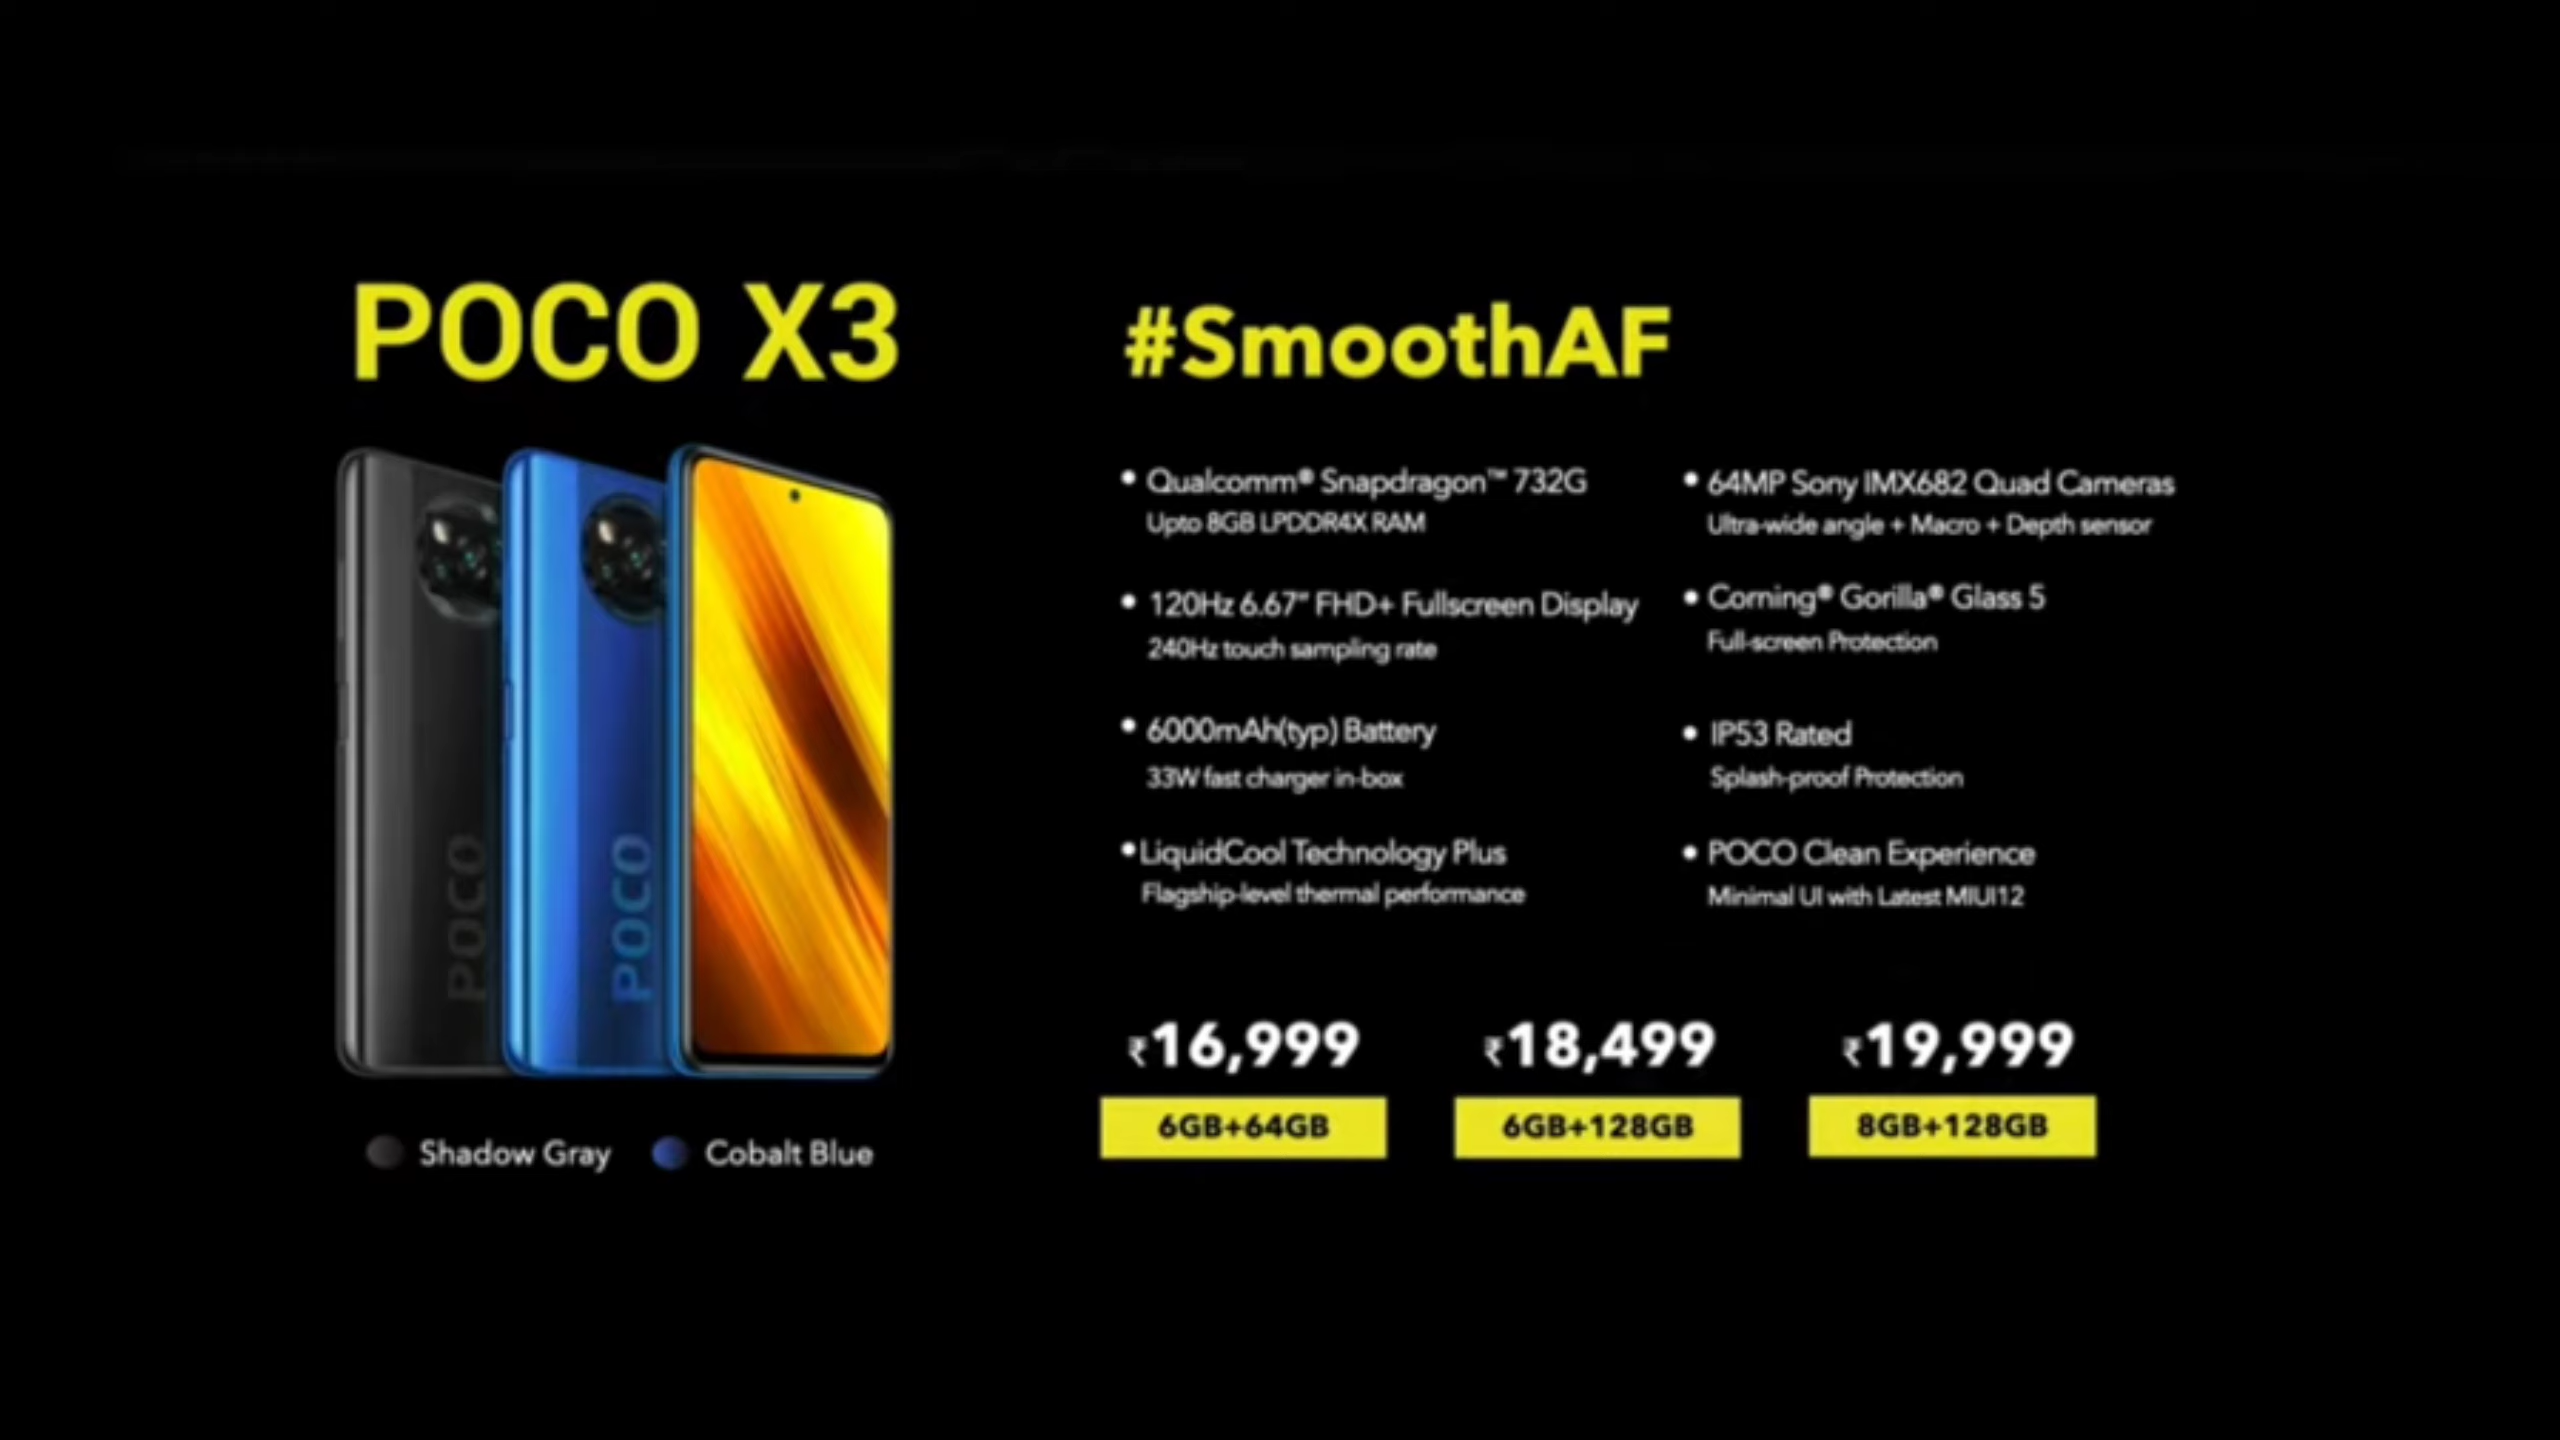 POCO X3
POCO
POCO
Shadow Gray
Cobalt Blue
#SmoothAF
• Qualcomm® Snapdragon™ 732G
Upto 8GB LPDDR4X RAM
• 120Hz 6.67” FHD+ Fullscreen Display
240Hz touch sampling rate
• 6000mAh(typ) Battery
33W fast charger in-box
• LiquidCool Technology Plus
Flagship-level thermal performance
• 64MP Sony IMX682 Quad Cameras
Ultra-wide angle + Macro + Depth sensor
• Corning® Gorilla® Glass 5
Full-screen Protection
• IP53 Rated
Splash-proof Protection
• POCO Clean Experience
Minimal UI with Latest MIUI12
₹16,999
6GB+64GB
₹18,499
6GB+128GB
₹19,999
8GB+128GB